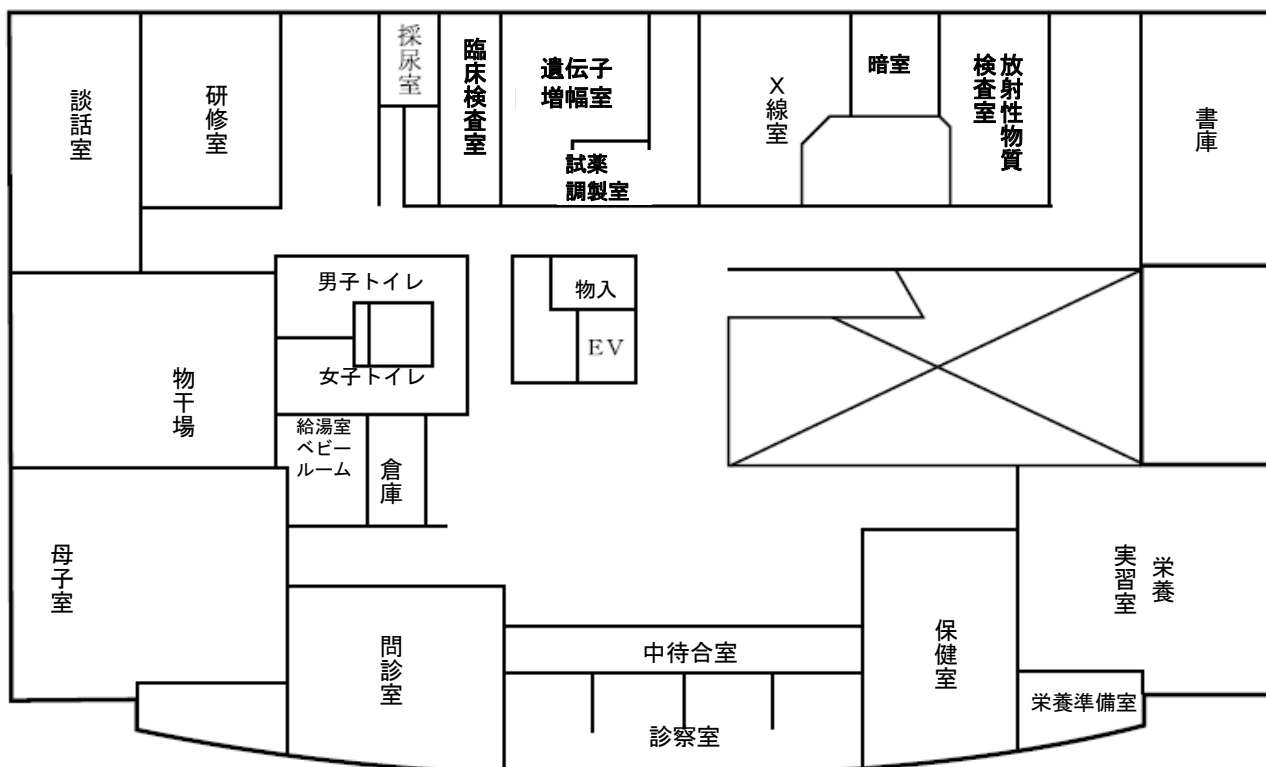 談話室
研修室
採尿室
臨床検査室
遺伝子
増幅室
試薬
調製室
X線室
暗室
放射性物質
検査室
書庫
男子トイレ
女子トイレ
物入
EV
物干場
給湯室
ベビー
ルーム
倉庫
母子室
問診室
中待合室
診察室
保健室
栄養
実習室
栄養準備室